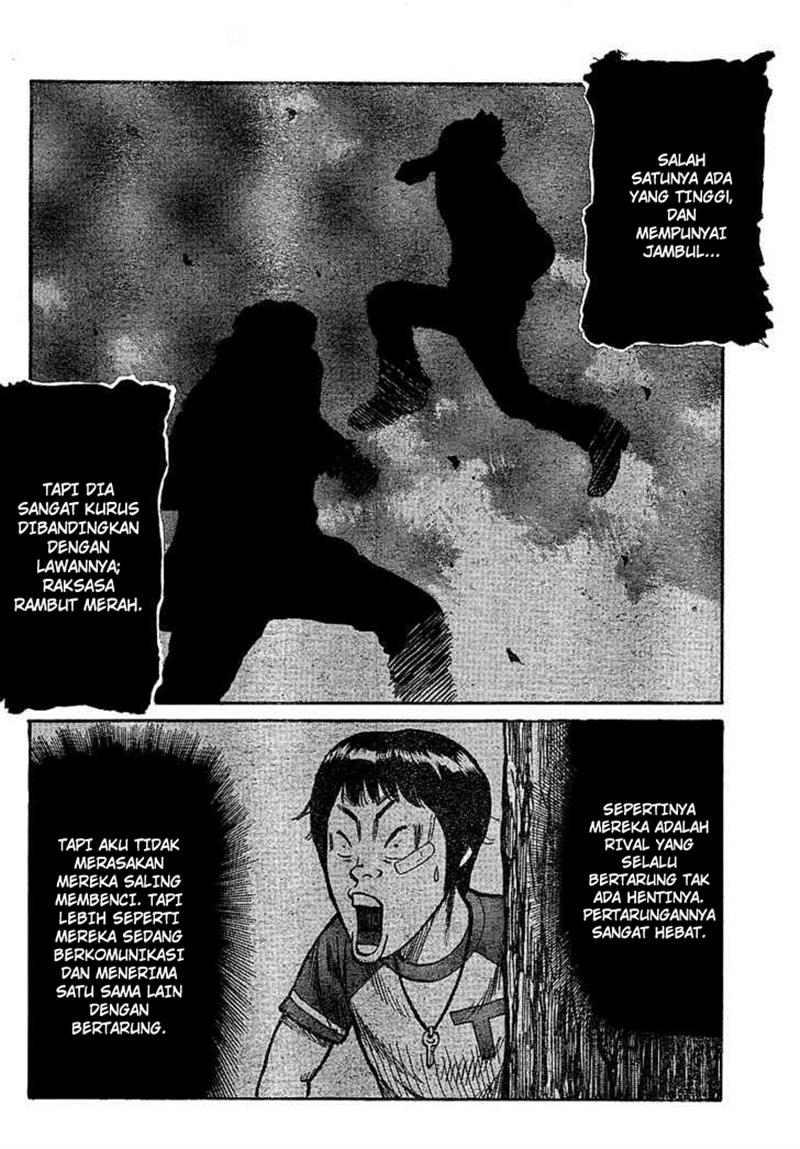 SALAH
SATUNYA ADA
YANG TINGGI,
DAN
MEMPUNYAI
JAMBUL...
TAPI DIA
SANGAT KURUS
DIBANDINGKAN
DENGAN
LAWANNYA;
RAKSASA
RAMBUT MERAH.
SEPERTINYA
MEREKA ADALAH
RIVAL YANG
SELALU
BERTARUNG TAK
ADA HENTINYA.
PERTARUNGANNYA
SANGAT HEBAT.
TAPI AKU TIDAK
MERASAKAN
MEREKA SALING
MEMBENCI. TAPI
LEBIH SEPERTI
MEREKA SEDANG
BERKOMUNIKASI
DAN MENERIMA
SATU SAMA LAIN
DENGAN
BERTARUNG.
T